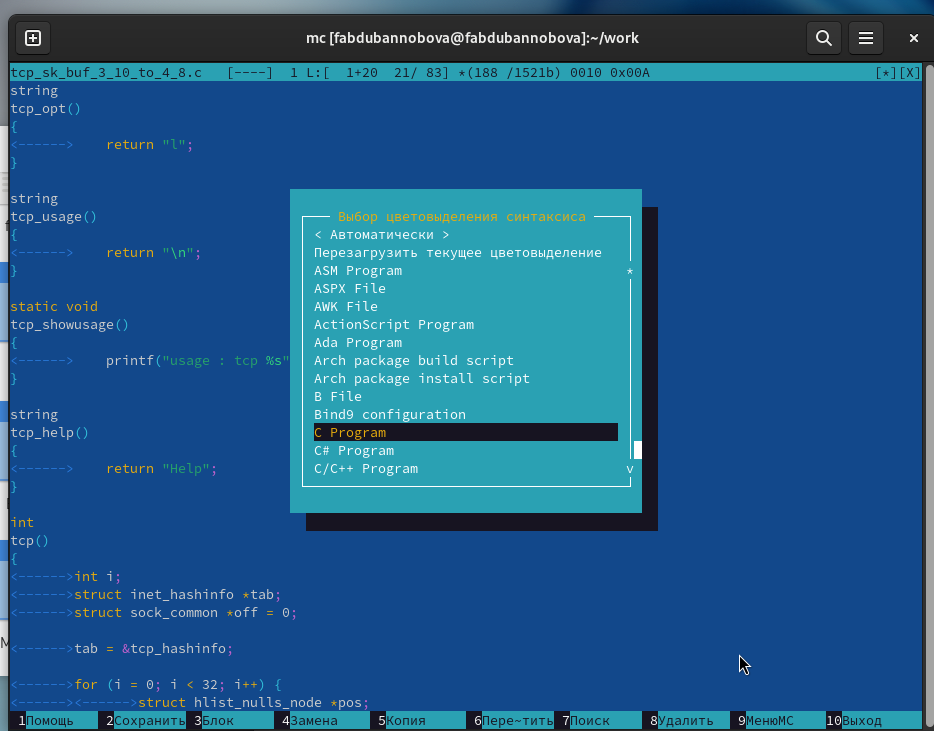 mc [fabdubannobova@fabdubannobova]:~/work
tcp_sk_buf_3_10_to_4_8.c [----] 1 L:[ 1+20 21/ 83] *(188 /1521b) 0010 0x00A [*][X]
string
tcp_opt()
{
<------> return "l";
}
string
tcp_usage()
{
<------> return "\n";
}
static void
tcp_showusage()
{
<------> printf("usage : tcp %s"
}
string
tcp_help()
{
<------> return "Help";
}
int
tcp()
{
<------>int i;
<------>struct inet_hashinfo *tab;
<------>struct sock_common *off = 0;
<------>tab = &tcp_hashinfo;
<------>for (i = 0; i < 32; i++) {
<------><------>struct hlist_nulls_node *pos;
Выбор цветовыделения синтаксиса
< Автоматически >
Перезагрузить текущее цветовыделение
ASM Program
ASPX File
AWK File
ActionScript Program
Ada Program
Arch package build script
Arch package install script
B File
Bind9 configuration
C Program
C# Program
C/C++ Program
1Помощь 2Сохранить 3Блок 4Замена 5Копия 6Пере~тить 7Поиск 8Удалить 9МенюMC 10Выход